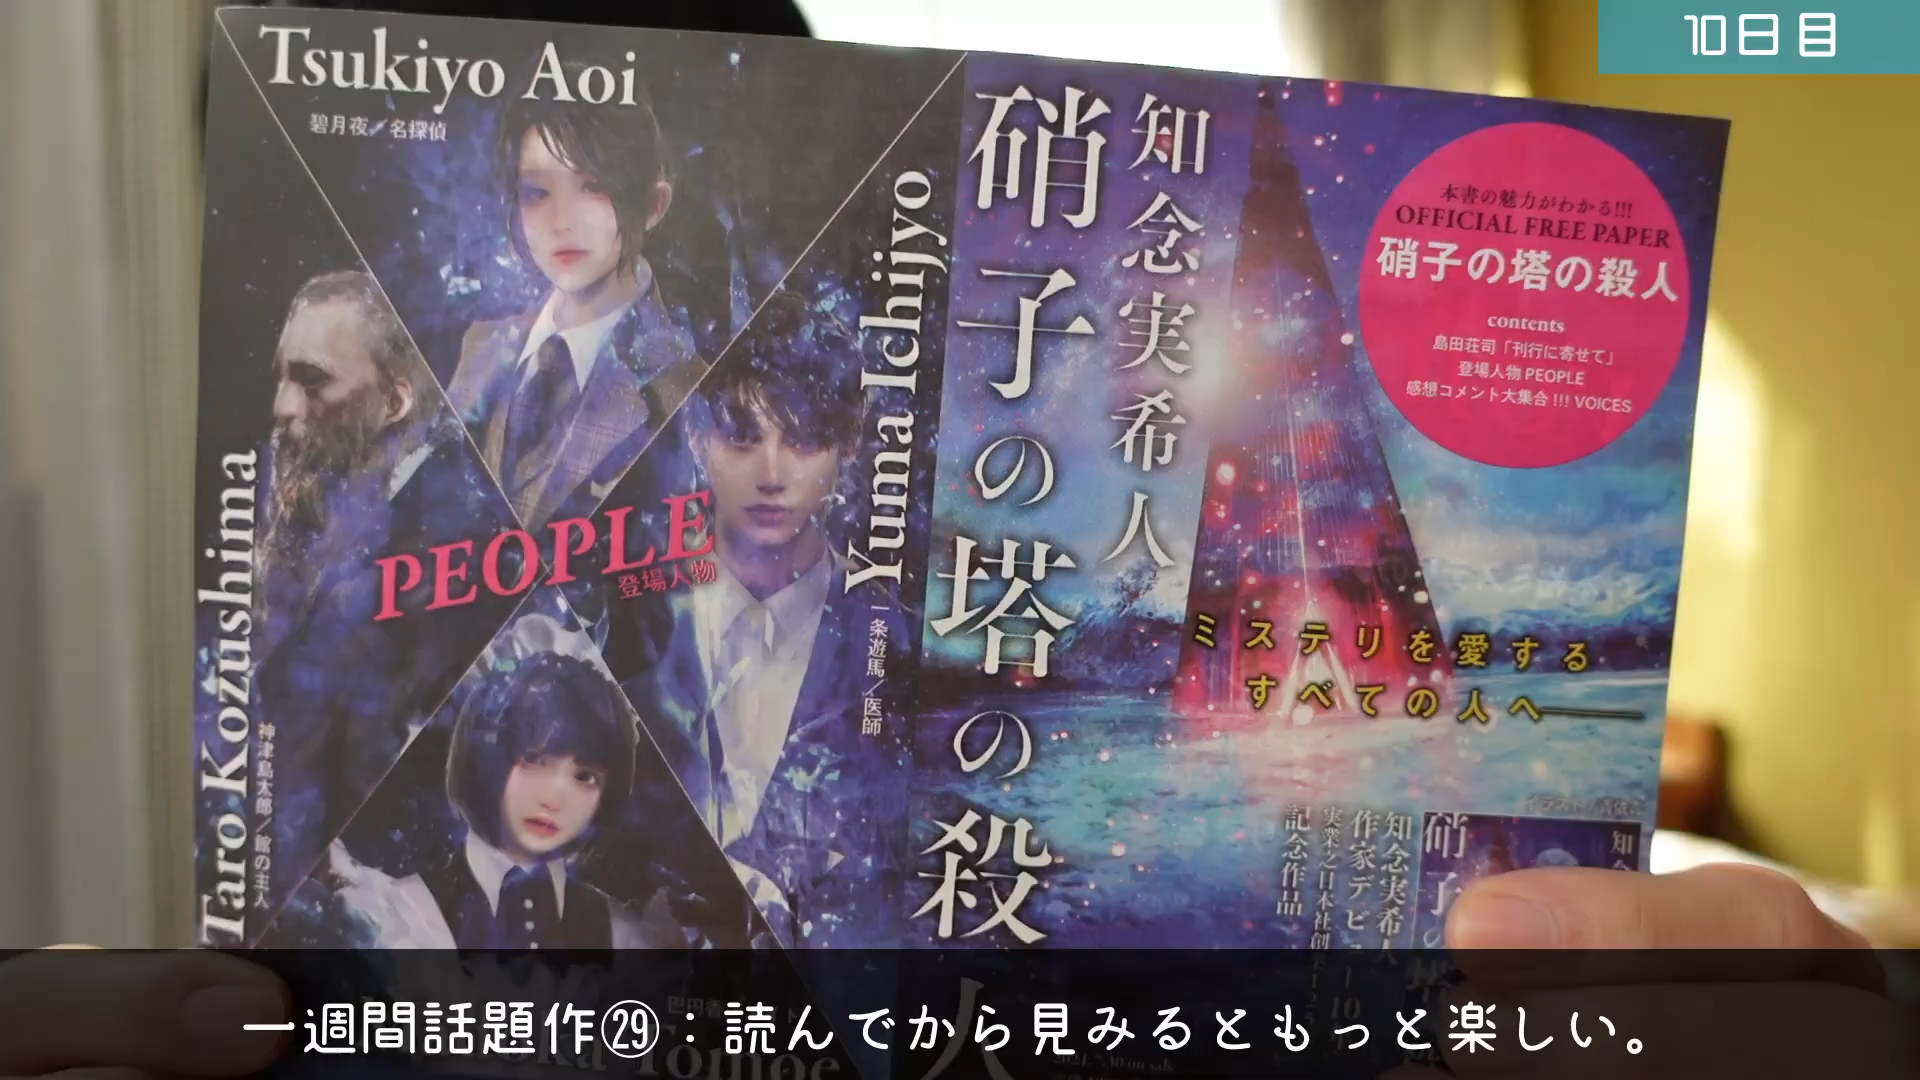 10日目
Tsukiyo Aoi
碧月夜／名探偵
Taro Kozushima
神津島太郎／館の主人
PEOPLE
登場人物
Yuma Ichijyo
一条遊馬／医師
知念実希人
硝子の塔の殺人
本書の魅力がわかる!!!
OFFICIAL FREE PAPER
硝子の塔の殺人
contents
島田荘司「刊行に寄せて」
登場人物 PEOPLE
感想コメント大集合!!! VOICES
ミステリを愛する
すべての人へ――
知念実希人
作家デビュー10
実業之日本社創業12
記念作品
Tomoe
一週間話題作㉙：読んでから見みるともっと楽しい。